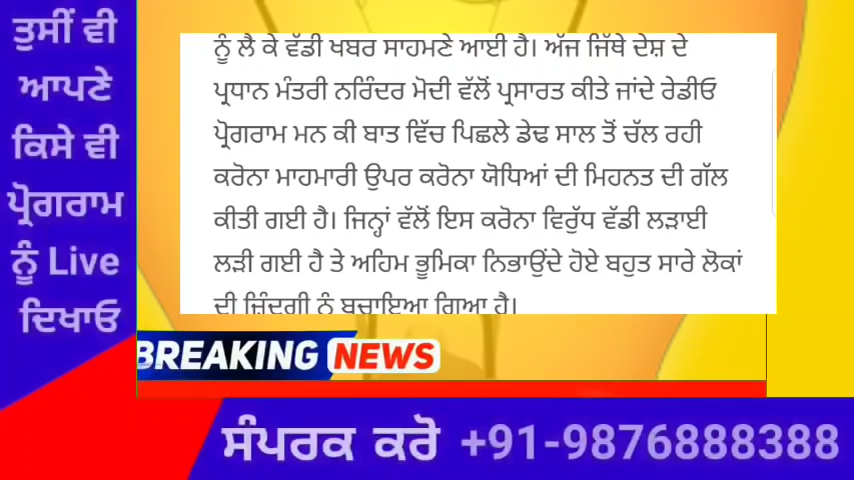 ਤੁਸੀਂ ਵੀ
ਆਪਣੇ
ਕਿਸੇ ਵੀ
ਪ੍ਰੋਗਰਾਮ
ਨੂੰ Live
ਦਿਖਾਓ
ਨੂੰ ਲੈ ਕੇ ਵੱਡੀ ਖਬਰ ਸਾਹਮਣੇ ਆਈ ਹੈ। ਅੱਜ ਜਿੱਥੇ ਦੇਸ਼ ਦੇ
ਪ੍ਰਧਾਨ ਮੰਤਰੀ ਨਰਿੰਦਰ ਮੋਦੀ ਵੱਲੋਂ ਪ੍ਰਸਾਰਤ ਕੀਤੇ ਜਾਂਦੇ ਰੇਡੀਓ
ਪ੍ਰੋਗਰਾਮ ਮਨ ਕੀ ਬਾਤ ਵਿੱਚ ਪਿਛਲੇ ਡੇਢ ਸਾਲ ਤੋਂ ਚੱਲ ਰਹੀ
ਕਰੋਨਾ ਮਾਹਮਾਰੀ ਉਪਰ ਕਰੋਨਾ ਯੋਧਿਆਂ ਦੀ ਮਿਹਨਤ ਦੀ ਗੱਲ
ਕੀਤੀ ਗਈ ਹੈ। ਜਿਨ੍ਹਾਂ ਵੱਲੋਂ ਇਸ ਕਰੋਨਾ ਵਿਰੁੱਧ ਵੱਡੀ ਲੜਾਈ
ਲੜੀ ਗਈ ਹੈ ਤੇ ਅਹਿਮ ਭੂਮਿਕਾ ਨਿਭਾਉਂਦੇ ਹੋਏ ਬਹੁਤ ਸਾਰੇ ਲੋਕਾਂ
ਦੀ ਜ਼ਿੰਦਗੀ ਨੂੰ ਬਚਾਇਆ ਗਿਆ ਹੈ।
BREAKING NEWS
ਸੰਪਰਕ ਕਰੋ +91-9876888388